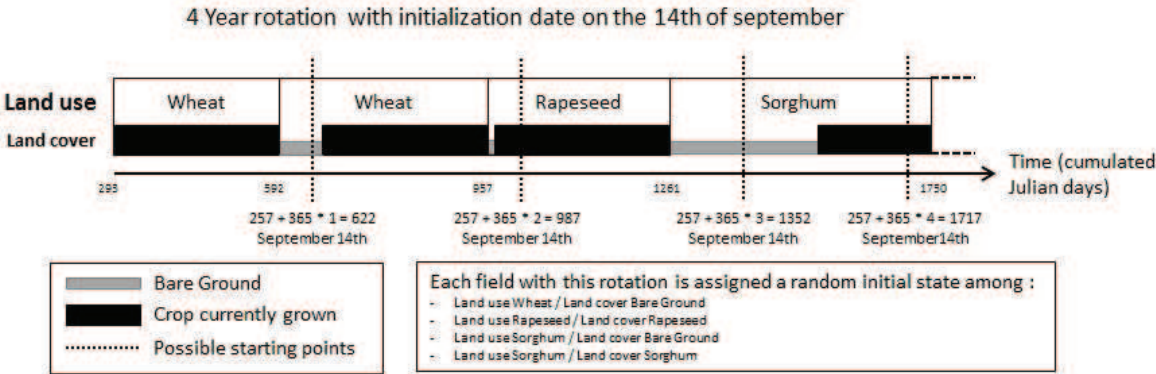 4 Year rotation with initialization date on the 14th of september
Land use
Wheat
Wheat
Rapeseed
Sorghum
Land cover
Time (cumulated
Julian days)
293
592
957
1261
1750
257 + 365 * 1 = 622
September 14th
257 + 365 * 2 = 987
September 14th
257 + 365 * 3 = 1352
September 14th
257 + 365 * 4 = 1717
September14th
Bare Ground
Crop currently grown
Possible starting points
Each field with this rotation is assigned a random initial state among :
- Land use Wheat / Land cover Bare Ground
- Land use Rapeseed / Land cover Rapeseed
- Land use Sorghum / Land cover Bare Ground
- Land use Sorghum / Land cover Sorghum